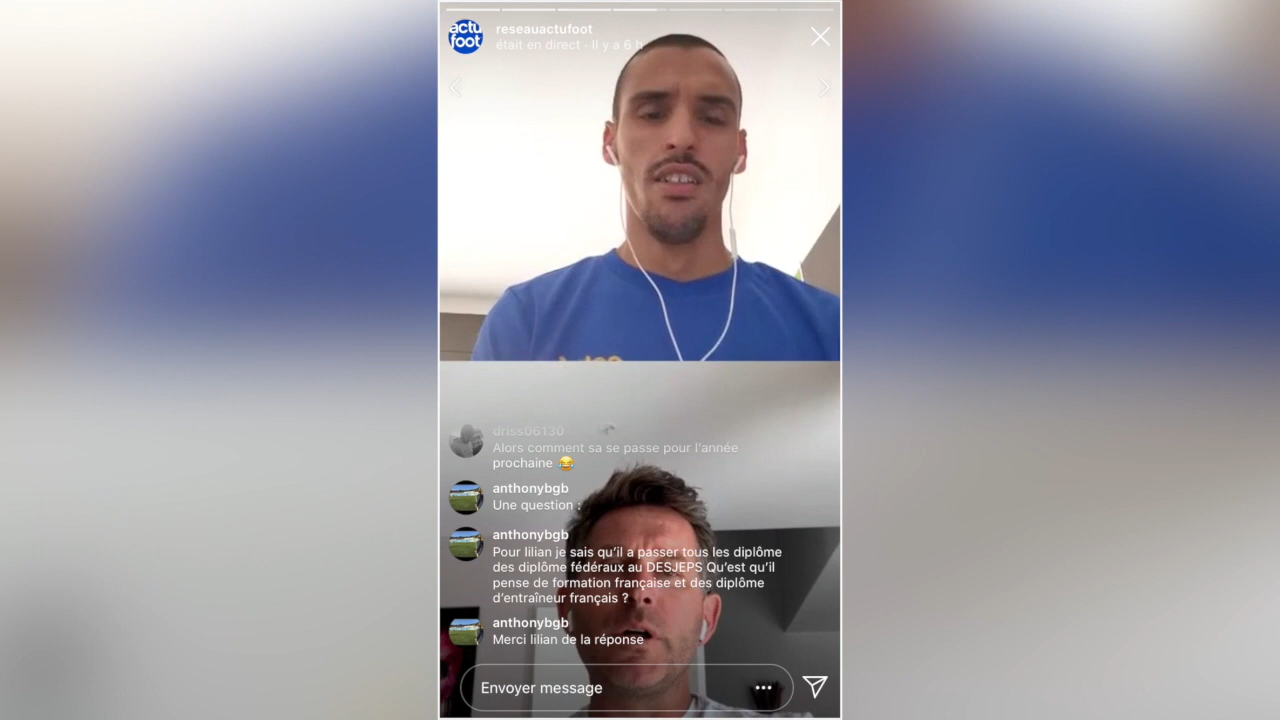 actu
foot
reseauactufoot
était en direct · Il y a 6 h
driss06130
Alors comment sa se passe pour l'année
prochaine 😂
anthonybgb
Une question :
anthonybgb
Pour lilian je sais qu'il a passer tous les diplôme
des diplôme fédéraux au DESJEPS Qu'est qu'il
pense de formation française et des diplôme
d'entraîneur français ?
anthonybgb
Merci lilian de la réponse
Envoyer message